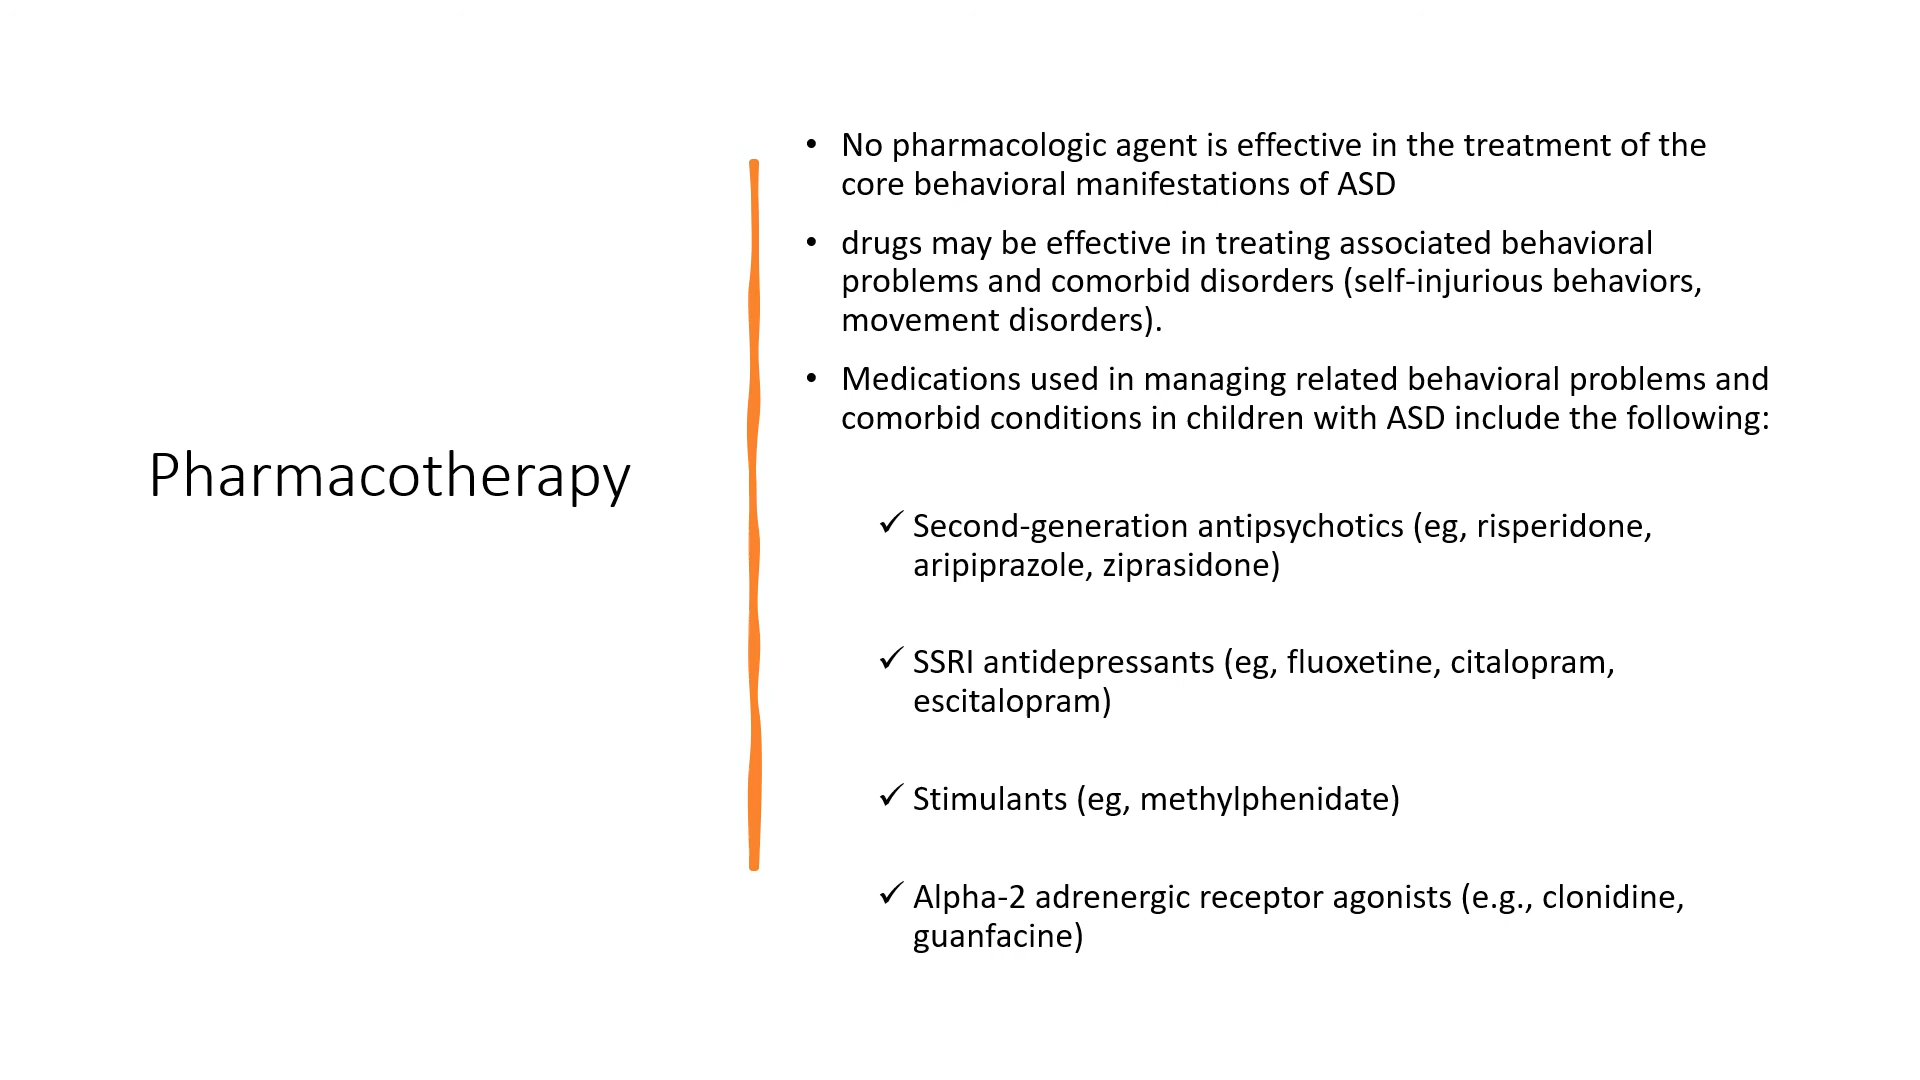 Pharmacotherapy
• No pharmacologic agent is effective in the treatment of the
core behavioral manifestations of ASD
• drugs may be effective in treating associated behavioral
problems and comorbid disorders (self-injurious behaviors,
movement disorders).
• Medications used in managing related behavioral problems and
comorbid conditions in children with ASD include the following:
✓ Second-generation antipsychotics (eg, risperidone,
aripiprazole, ziprasidone)
✓ SSRI antidepressants (eg, fluoxetine, citalopram,
escitalopram)
✓ Stimulants (eg, methylphenidate)
✓ Alpha-2 adrenergic receptor agonists (e.g., clonidine,
guanfacine)